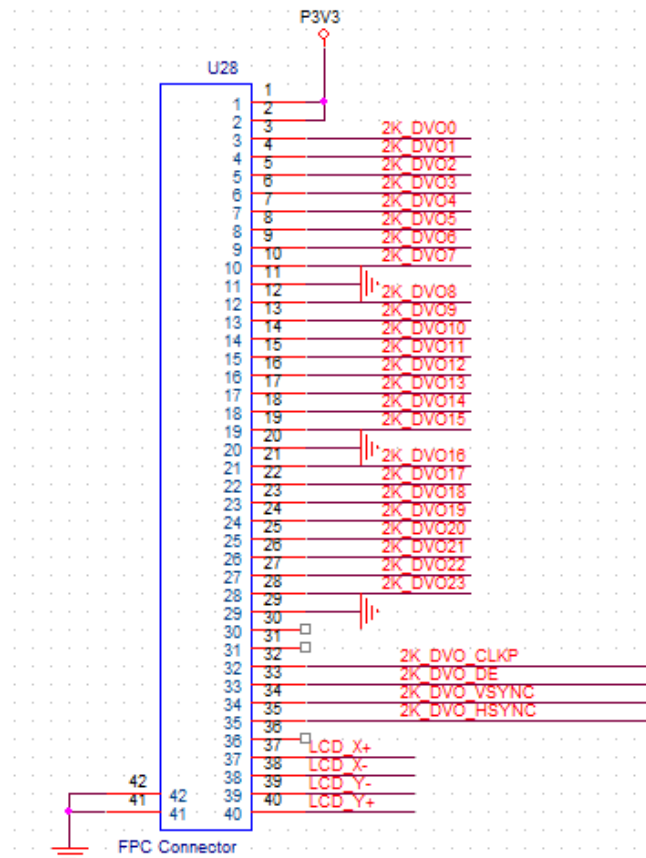 P3V3
U28
1 1
2 2
3 3 2K_DVO0
4 4 2K_DVO1
5 5 2K_DVO2
6 6 2K_DVO3
7 7 2K_DVO4
8 8 2K_DVO5
9 9 2K_DVO6
10 10 2K_DVO7
11 11
12 12 2K_DVO8
13 13 2K_DVO9
14 14 2K_DVO10
15 15 2K_DVO11
16 16 2K_DVO12
17 17 2K_DVO13
18 18 2K_DVO14
19 19 2K_DVO15
20 20
21 21 2K_DVO16
22 22 2K_DVO17
23 23 2K_DVO18
24 24 2K_DVO19
25 25 2K_DVO20
26 26 2K_DVO21
27 27 2K_DVO22
28 28 2K_DVO23
29 29
30 30
31 31
32 32 2K_DVO_CLKP
33 33 2K_DVO_DE
34 34 2K_DVO_VSYNC
35 35 2K_DVO_HSYNC
36 36
37 37 LCD_X+
38 38 LCD_X-
42 42 39 39 LCD_Y-
41 41 40 40 LCD_Y+
FPC Connector